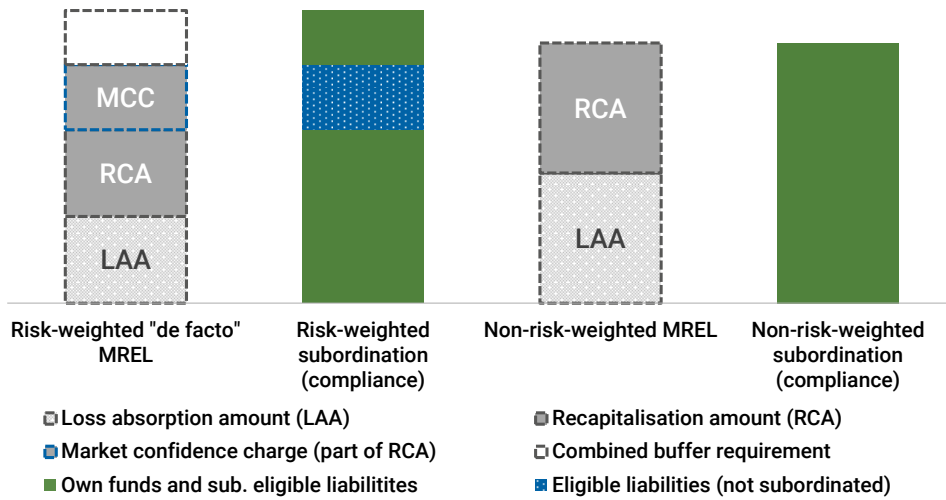 MCC
RCA
LAA
RCA
LAA
Risk-weighted "de facto"
MREL
Risk-weighted
subordination
(compliance)
Non-risk-weighted MREL
Non-risk-weighted
subordination
(compliance)
Loss absorption amount (LAA)
Recapitalisation amount (RCA)
Market confidence charge (part of RCA)
Combined buffer requirement
Own funds and sub. eligible liabilitites
Eligible liabilities (not subordinated)